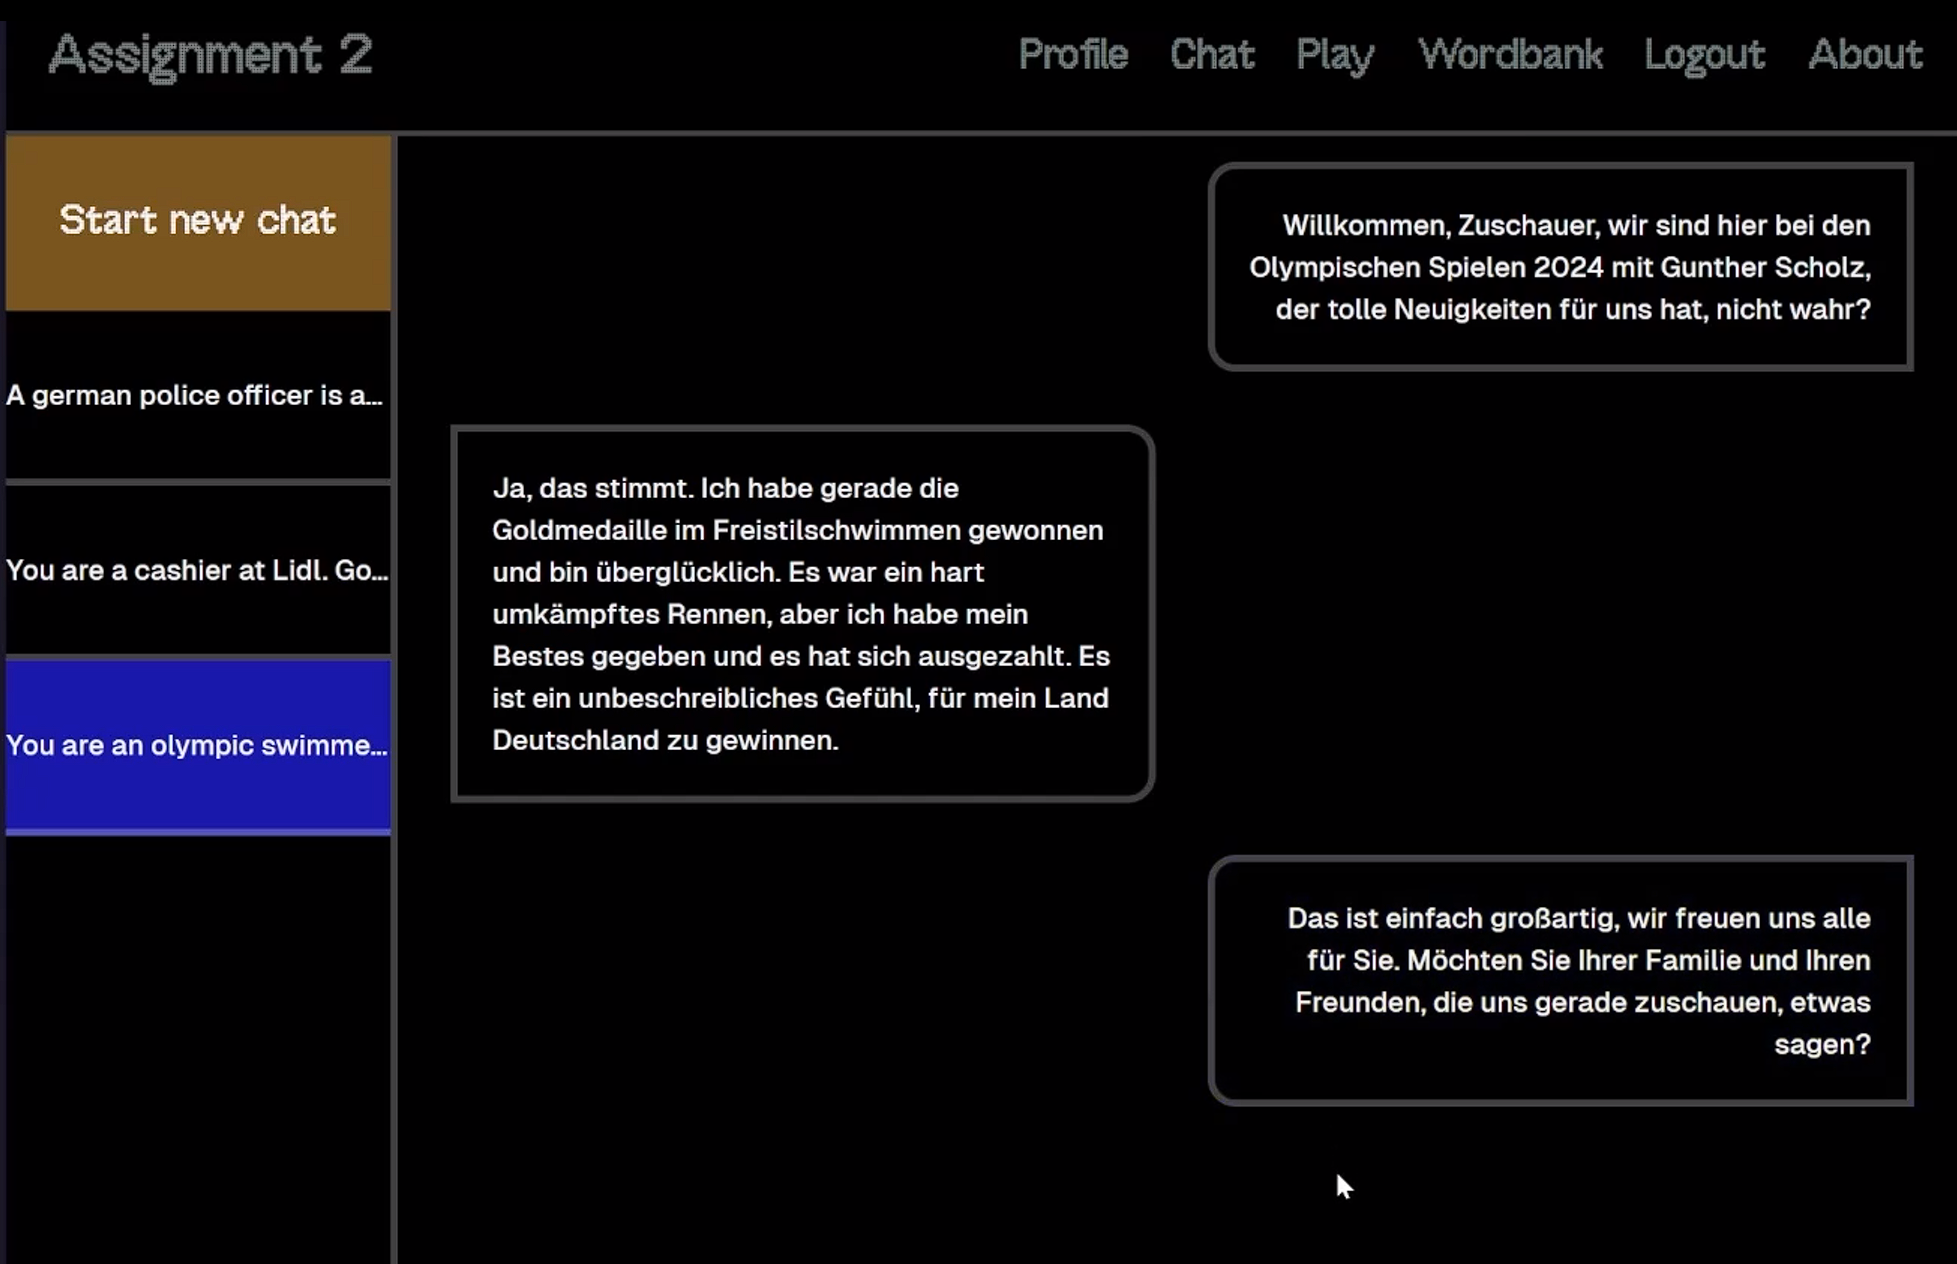 Assignment 2
Profile Chat Play Wordbank Logout About
Start new chat
A german police officer is a...
You are a cashier at Lidl. Go...
You are an olympic swimme...
Willkommen, Zuschauer, wir sind hier bei den
Olympischen Spielen 2024 mit Gunther Scholz,
der tolle Neuigkeiten für uns hat, nicht wahr?
Ja, das stimmt. Ich habe gerade die
Goldmedaille im Freistilschwimmen gewonnen
und bin überglücklich. Es war ein hart
umkämpftes Rennen, aber ich habe mein
Bestes gegeben und es hat sich ausgezahlt. Es
ist ein unbeschreibliches Gefühl, für mein Land
Deutschland zu gewinnen.
Das ist einfach großartig, wir freuen uns alle
für Sie. Möchten Sie Ihrer Familie und Ihren
Freunden, die uns gerade zuschauen, etwas
sagen?